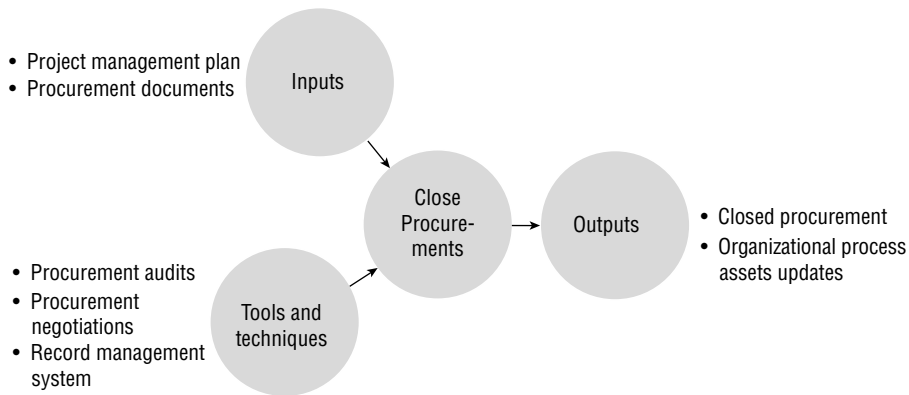 • Project management plan
• Procurement documents
Inputs
Close
Procure-
ments
Outputs
• Closed procurement
• Organizational process
assets updates
• Procurement audits
• Procurement
negotiations
• Record management
system
Tools and
techniques